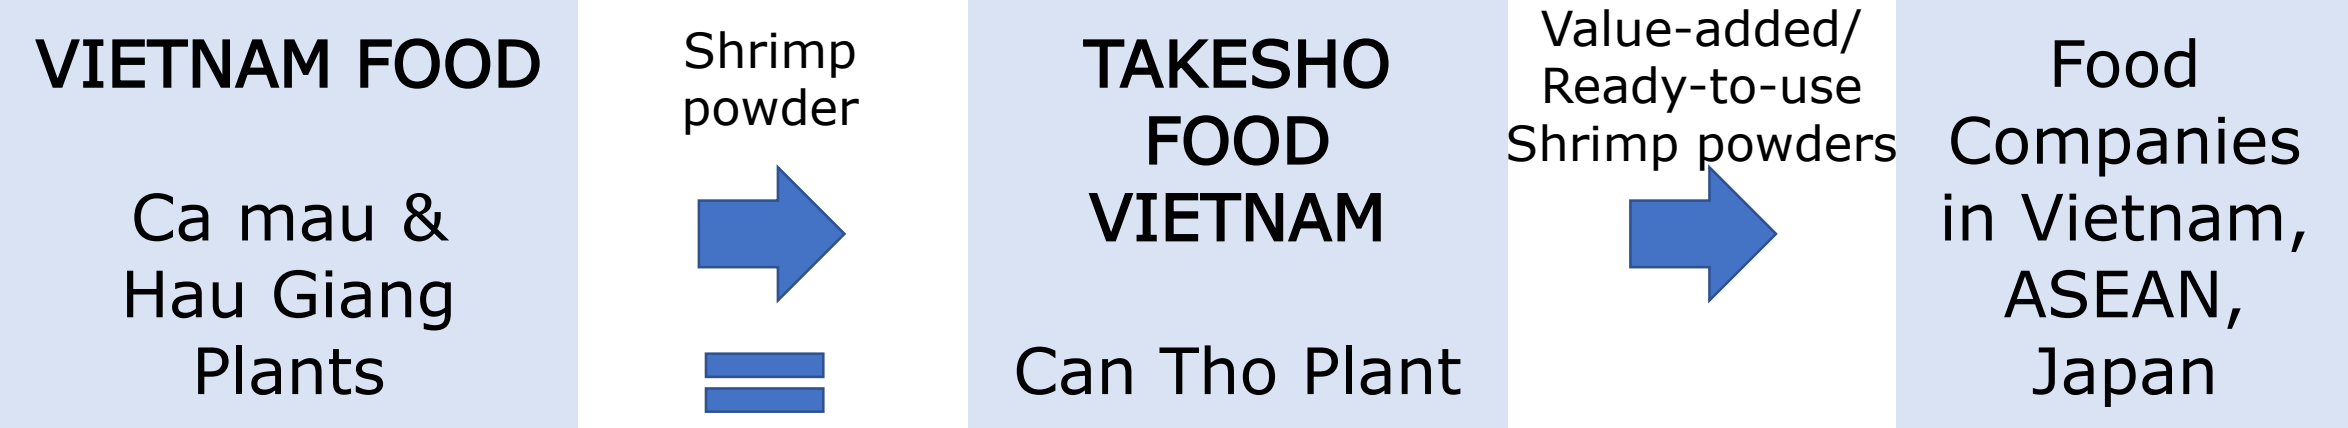 VIETNAM FOOD
Ca mau &
Hau Giang
Plants
Shrimp
powder
TAKESHO
FOOD
VIETNAM
Can Tho Plant
Value-added/
Ready-to-use
Shrimp powders
Food
Companies
in Vietnam,
ASEAN,
Japan